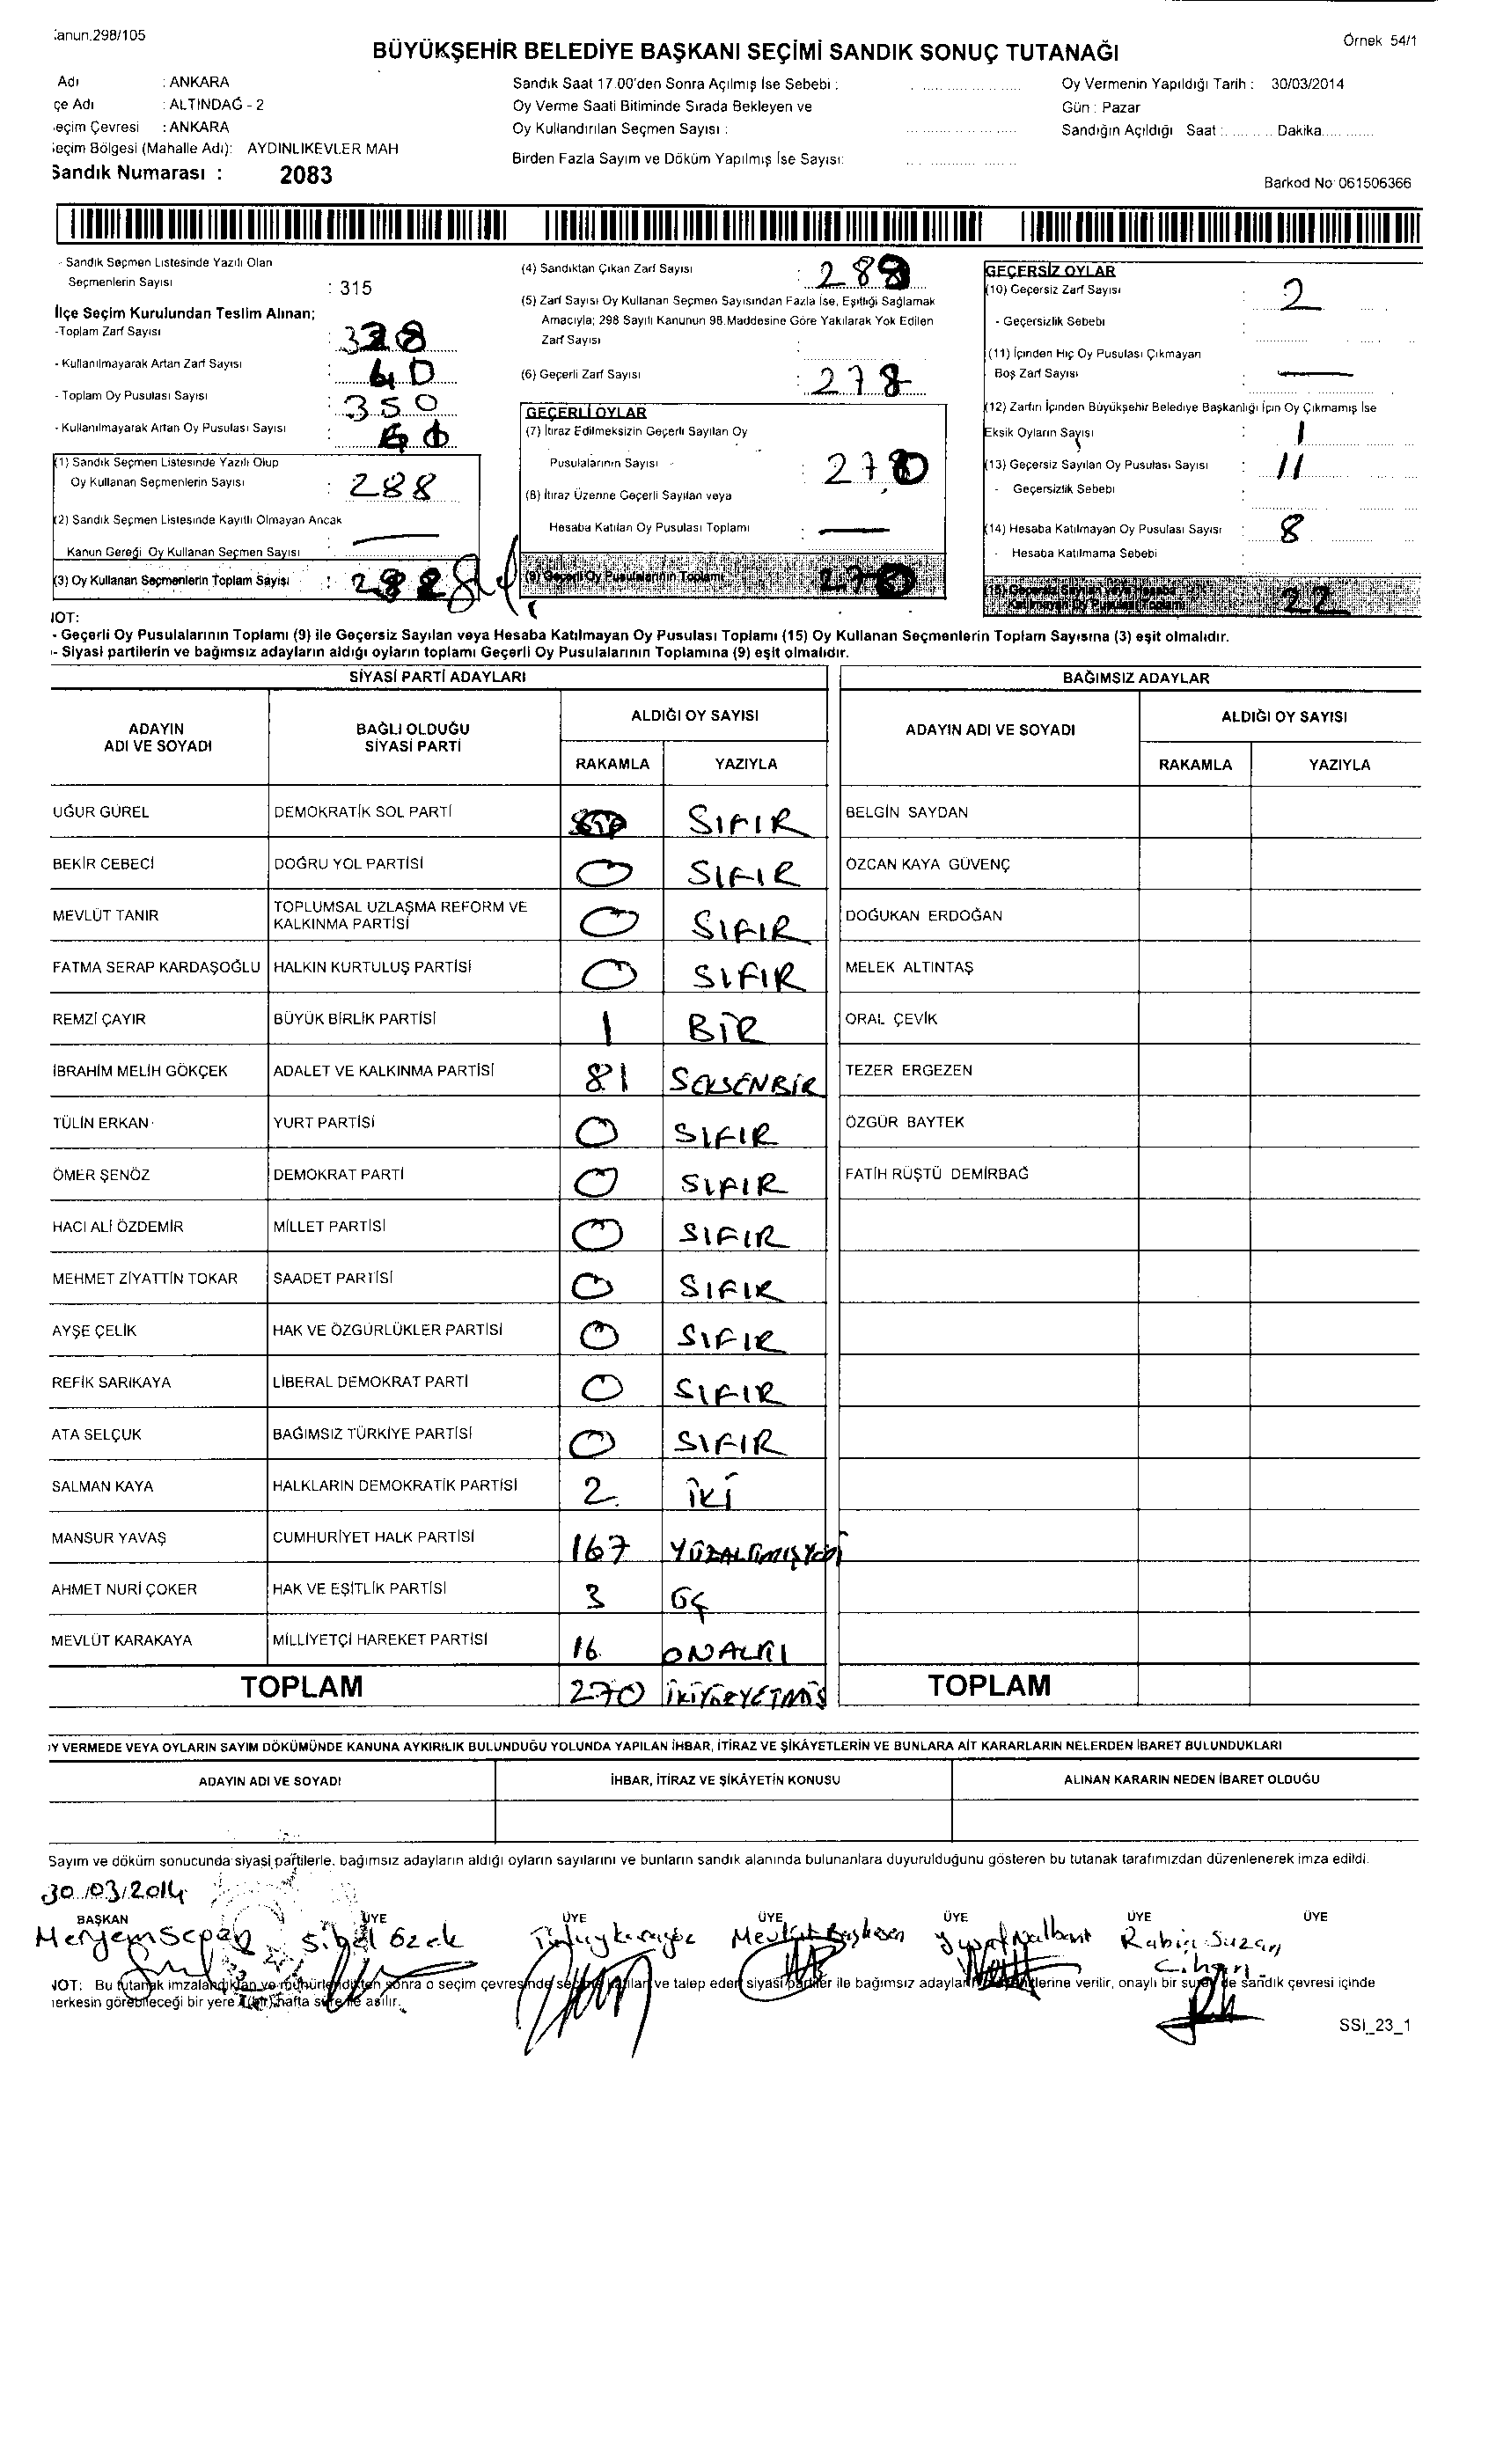 :anun.298/105
Örnek 54/1
BÜYÜKŞEHİR BELEDİYE BAŞKANI SEÇİMİ SANDIK SONUÇ TUTANAĞI
Adı : ANKARA
çe Adı : ALTINDAĞ - 2
eçim Çevresi : ANKARA
eçim Bölgesi (Mahalle Adı): AYDINLIKEVLER MAH
Sandık Numarası : 2083
Sandık Saat 17.00'den Sonra Açılmış İse Sebebi :
Oy Verme Saati Bitiminde Sırada Bekleyen ve
Oy Kullandırılan Seçmen Sayısı :
Birden Fazla Sayım ve Döküm Yapılmış İse Sayısı:
Oy Vermenin Yapıldığı Tarih : 30/03/2014
Gün : Pazar
Sandığın Açıldığı Saat : ........ Dakika............
Barkod No 061506366
- Sandık Seçmen Listesinde Yazılı Olan
Seçmenlerin Sayısı : 315
İlçe Seçim Kurulundan Teslim Alınan;
-Toplam Zarf Sayısı : 328
- Kullanılmayarak Artan Zarf Sayısı : 40
- Toplam Oy Pusulası Sayısı : 350
- Kullanılmayarak Artan Oy Pusulası Sayısı :
(1) Sandık Seçmen Listesinde Yazılı Olup
Oy Kullanan Seçmenlerin Sayısı : 288
(2) Sandık Seçmen Listesinde Kayıtlı Olmayan Ancak
Kanun Gereği Oy Kullanan Seçmen Sayısı : —
(3) Oy Kullanan Seçmenlerin Toplam Sayısı : 288
(4) Sandıktan Çıkan Zarf Sayısı : 288
(5) Zarf Sayısı Oy Kullanan Seçmen Sayısından Fazla İse, Eşitliği Sağlamak
Amacıyla; 298 Sayılı Kanunun 98.Maddesine Göre Yakılarak Yok Edilen
Zarf Sayısı :
(6) Geçerli Zarf Sayısı : 278
GEÇERLİ OYLAR
(7) İtiraz Edilmeksizin Geçerli Sayılan Oy
Pusulalarının Sayısı : 270
(8) İtiraz Üzerine Geçerli Sayılan veya
Hesaba Katılan Oy Pusulası Toplamı : —
(9) Geçerli Oy Pusulalarının Toplamı 270
GEÇERSİZ OYLAR
(10) Geçersiz Zarf Sayısı : 2
- Geçersizlik Sebebi :
(11) İçinden Hiç Oy Pusulası Çıkmayan
Boş Zarf Sayısı : —
(12) Zarfın İçinden Büyükşehir Belediye Başkanlığı İçin Oy Çıkmamış İse
Eksik Oyların Sayısı : 1
(13) Geçersiz Sayılan Oy Pusulası Sayısı : 11
- Geçersizlik Sebebi :
(14) Hesaba Katılmayan Oy Pusulası Sayısı : 8
- Hesaba Katılmama Sebebi :
(15) Geçersiz Sayılan veya Hesaba
Katılmayan Oy Pusulası Toplamı 22
NOT:
- Geçerli Oy Pusulalarının Toplamı (9) ile Geçersiz Sayılan veya Hesaba Katılmayan Oy Pusulası Toplamı (15) Oy Kullanan Seçmenlerin Toplam Sayısına (3) eşit olmalıdır.
- Siyasi partilerin ve bağımsız adayların aldığı oyların toplamı Geçerli Oy Pusulalarının Toplamına (9) eşit olmalıdır.
SİYASİ PARTİ ADAYLARI
BAĞIMSIZ ADAYLAR
ADAYIN ADI VE SOYADI
BAĞLI OLDUĞU SİYASİ PARTİ
ALDIĞI OY SAYISI
RAKAMLA YAZIYLA
ADAYIN ADI VE SOYADI
ALDIĞI OY SAYISI
RAKAMLA YAZIYLA
UĞUR GÜREL DEMOKRATİK SOL PARTİ SIFIR BELGİN SAYDAN
BEKİR CEBECİ DOĞRU YOL PARTİSİ 0 SIFIR ÖZCAN KAYA GÜVENÇ
MEVLÜT TANIR TOPLUMSAL UZLAŞMA REFORM VE KALKINMA PARTİSİ 0 SIFIR DOĞUKAN ERDOĞAN
FATMA SERAP KARDAŞOĞLU HALKIN KURTULUŞ PARTİSİ 0 SIFIR MELEK ALTINTAŞ
REMZİ ÇAYIR BÜYÜK BİRLİK PARTİSİ 1 BİR ORAL ÇEVİK
İBRAHİM MELİH GÖKÇEK ADALET VE KALKINMA PARTİSİ 81 SEKSENBİR TEZER ERGEZEN
TÜLİN ERKAN YURT PARTİSİ 0 SIFIR ÖZGÜR BAYTEK
ÖMER ŞENÖZ DEMOKRAT PARTİ 0 SIFIR FATİH RÜŞTÜ DEMİRBAĞ
HACI ALİ ÖZDEMİR MİLLET PARTİSİ 0 SIFIR
MEHMET ZİYATTİN TOKAR SAADET PARTİSİ 0 SIFIR
AYŞE ÇELİK HAK VE ÖZGÜRLÜKLER PARTİSİ 0 SIFIR
REFİK SARIKAYA LİBERAL DEMOKRAT PARTİ 0 SIFIR
ATA SELÇUK BAĞIMSIZ TÜRKİYE PARTİSİ 0 SIFIR
SALMAN KAYA HALKLARIN DEMOKRATİK PARTİSİ 2 İKİ
MANSUR YAVAŞ CUMHURİYET HALK PARTİSİ 167 YÜZALTMIŞYEDİ
AHMET NURİ ÇOKER HAK VE EŞİTLİK PARTİSİ 3 ÜÇ
MEVLÜT KARAKAYA MİLLİYETÇİ HAREKET PARTİSİ 16 ONALTI
TOPLAM 270 İKİYÜZYETMİŞ TOPLAM
Y VERMEDE VEYA OYLARIN SAYIM DÖKÜMÜNDE KANUNA AYKIRILIK BULUNDUĞU YOLUNDA YAPILAN İHBAR, İTİRAZ VE ŞİKÂYETLERİN VE BUNLARA AİT KARARLARIN NELERDEN İBARET BULUNDUKLARI
ADAYIN ADI VE SOYADI İHBAR, İTİRAZ VE ŞİKÂYETİN KONUSU ALINAN KARARIN NEDEN İBARET OLDUĞU
Sayım ve döküm sonucunda siyasi partilerle, bağımsız adayların aldığı oyların sayılarını ve bunların sandık alanında bulunanlara duyurulduğunu gösteren bu tutanak tarafımızdan düzenlenerek imza edildi.
30/03/2014
BAŞKAN ÜYE ÜYE ÜYE ÜYE ÜYE ÜYE
Meryem Sibel Özek Mevlüt Yusuf Nalbant Rabia Suzan
Cihan
NOT: Bu tutanak imzalandıktan ve mühürlendikten sonra o seçim çevresinde seçime katılan ve talep eden siyasi partiler ile bağımsız adayların verilir, onaylı bir sureti de sandık çevresi içinde
herkesin görebileceği bir yere 1 (bir) hafta süre ile asılır.
SSİ_23_1